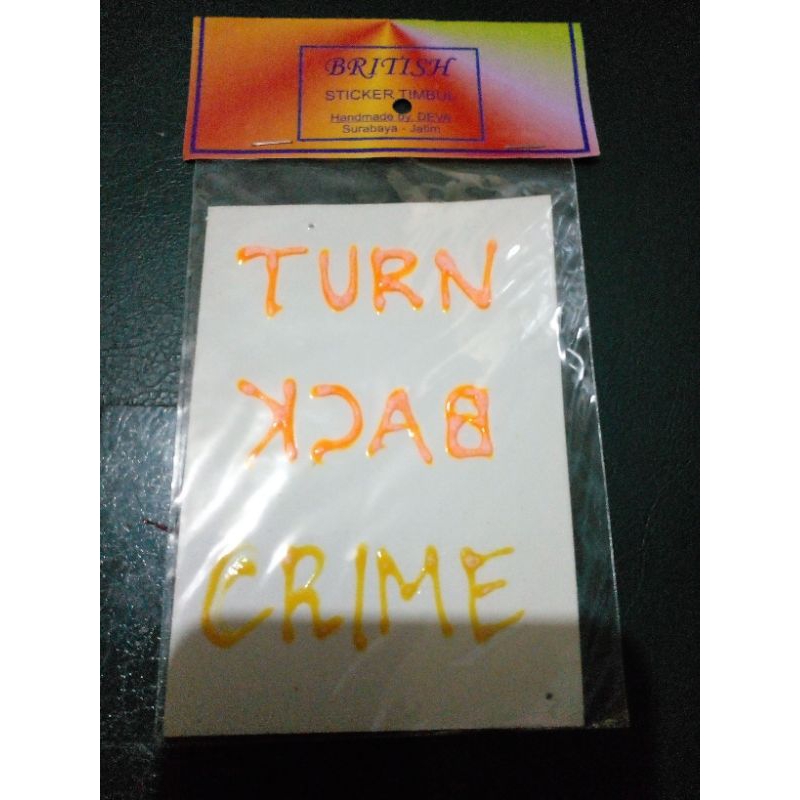 BRITISH
STICKER TIMBUL
Handmade by. DEVA
Surabaya - Jatim
TURN
BACK
CRIME